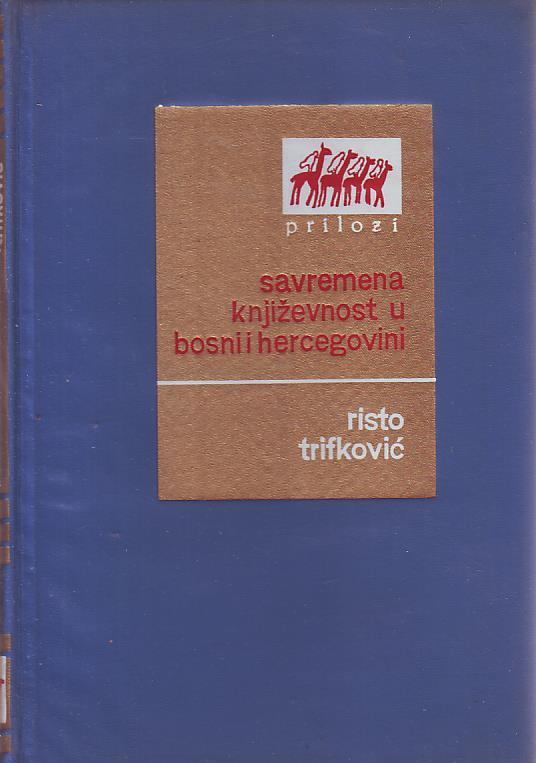 prilozi
savremena
književnost u
bosni i hercegovini
risto
trifković